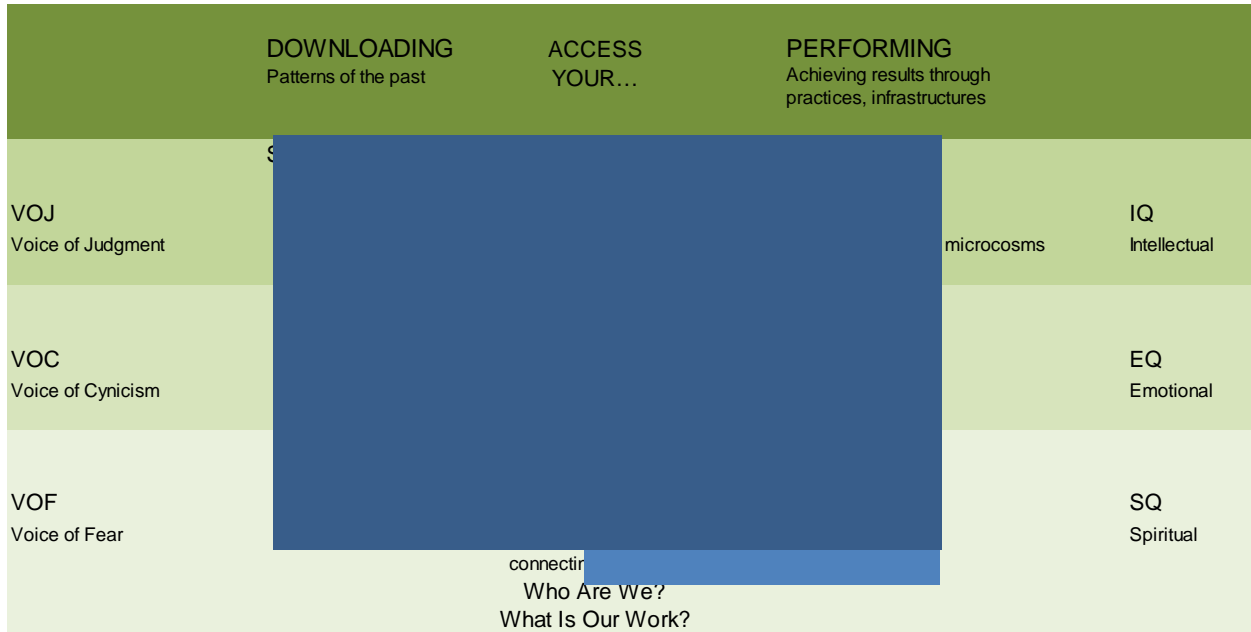 DOWNLOADING
Patterns of the past
ACCESS
YOUR…
PERFORMING
Achieving results through
practices, infrastructures
VOJ
Voice of Judgment
microcosms
IQ
Intellectual
VOC
Voice of Cynicism
EQ
Emotional
VOF
Voice of Fear
SQ
Spiritual
Who Are We?
What Is Our Work?